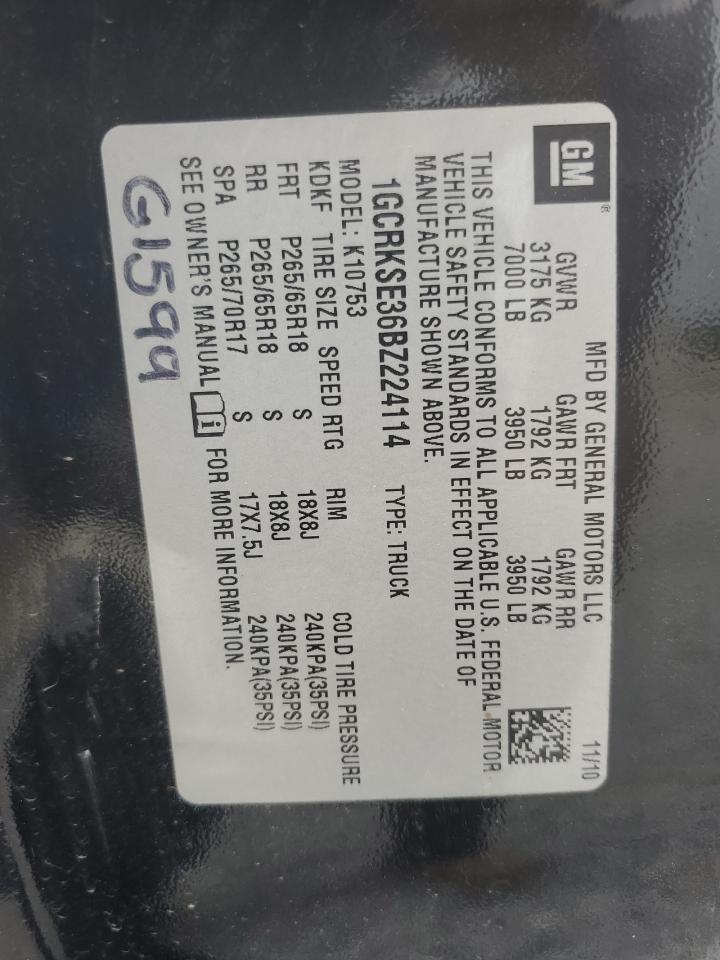 GM®
MFD BY GENERAL MOTORS LLC 11/10
GVWR GAWR FRT GAWR RR
3175 KG 1792 KG 1792 KG
7000 LB 3950 LB 3950 LB
THIS VEHICLE CONFORMS TO ALL APPLICABLE U.S. FEDERAL MOTOR
VEHICLE SAFETY STANDARDS IN EFFECT ON THE DATE OF
MANUFACTURE SHOWN ABOVE.
1GCRKSE36BZ224114 TYPE: TRUCK
MODEL: K10753
KDKF TIRE SIZE SPEED RTG RIM COLD TIRE PRESSURE
FRT P265/65R18 S 18X8J 240KPA(35PSI)
RR P265/65R18 S 18X8J 240KPA(35PSI)
SPA P265/70R17 S 17X7.5J 240KPA(35PSI)
SEE OWNER'S MANUAL i FOR MORE INFORMATION.
G1599